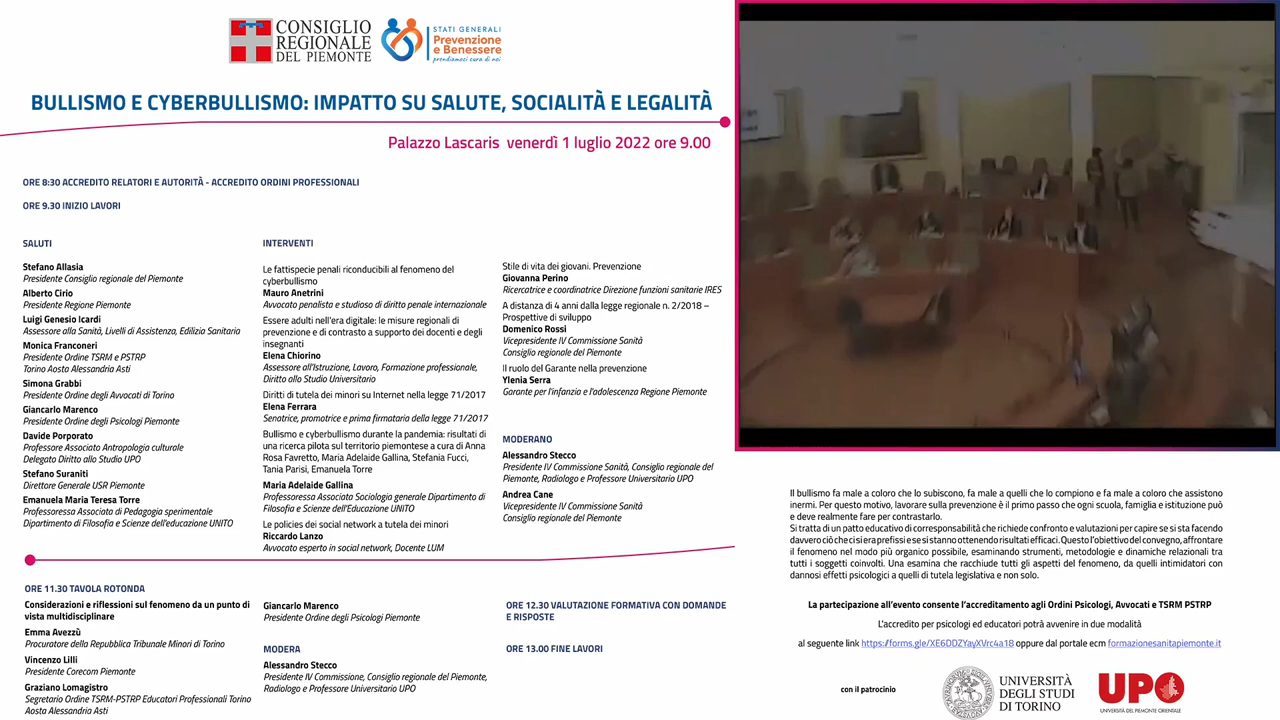 CONSIGLIO
REGIONALE
DEL PIEMONTE
STATI GENERALI
Prevenzione
e Benessere
prendiamoci cura di noi
BULLISMO E CYBERBULLISMO: IMPATTO SU SALUTE, SOCIALITÀ E LEGALITÀ
Palazzo Lascaris venerdì 1 luglio 2022 ore 9.00
ORE 8:30 ACCREDITO RELATORI E AUTORITÀ - ACCREDITO ORDINI PROFESSIONALI
ORE 9.30 INIZIO LAVORI
SALUTI
Stefano Allasia
Presidente Consiglio regionale del Piemonte
Alberto Cirio
Presidente Regione Piemonte
Luigi Genesio Icardi
Assessore alla Sanità, Livelli di Assistenza, Edilizia Sanitaria
Monica Franconeri
Presidente Ordine TSRM e PSTRP
Torino Aosta Alessandria Asti
Simona Grabbi
Presidente Ordine degli Avvocati di Torino
Giancarlo Marenco
Presidente Ordine degli Psicologi Piemonte
Davide Porporato
Professore Associato Antropologia culturale
Delegato Diritto allo Studio UPO
Stefano Suraniti
Direttore Generale USR Piemonte
Emanuela Maria Teresa Torre
Professoressa Associata di Pedagogia sperimentale
Dipartimento di Filosofia e Scienze dell'educazione UNITO
INTERVENTI
Le fattispecie penali riconducibili al fenomeno del
cyberbullismo
Mauro Anetrini
Avvocato penalista e studioso di diritto penale internazionale
Essere adulti nell'era digitale: le misure regionali di
prevenzione e di contrasto a supporto dei docenti e degli
insegnanti
Elena Chiorino
Assessore all'Istruzione, Lavoro, Formazione professionale,
Diritto allo Studio Universitario
Diritti di tutela dei minori su Internet nella legge 71/2017
Elena Ferrara
Senatrice, promotrice e prima firmataria della legge 71/2017
Bullismo e cyberbullismo durante la pandemia: risultati di
una ricerca pilota sul territorio piemontese a cura di Anna
Rosa Favretto, Maria Adelaide Gallina, Stefania Fucci,
Tania Parisi, Emanuela Torre
Maria Adelaide Gallina
Professoressa Associata Sociologia generale Dipartimento di
Filosofia e Scienze dell'Educazione UNITO
Le policies dei social network a tutela dei minori
Riccardo Lanzo
Avvocato esperto in social network, Docente LUM
Stile di vita dei giovani. Prevenzione
Giovanna Perino
Ricercatrice e coordinatrice Direzione funzioni sanitarie IRES
A distanza di 4 anni dalla legge regionale n. 2/2018 –
Prospettive di sviluppo
Domenico Rossi
Vicepresidente IV Commissione Sanità
Consiglio regionale del Piemonte
Il ruolo del Garante nella prevenzione
Ylenia Serra
Garante per l'infanzia e l'adolescenza Regione Piemonte
MODERANO
Alessandro Stecco
Presidente IV Commissione Sanità, Consiglio regionale del
Piemonte, Radiologo e Professore Universitario UPO
Andrea Cane
Vicepresidente IV Commissione Sanità
Consiglio regionale del Piemonte
ORE 11.30 TAVOLA ROTONDA
Considerazioni e riflessioni sul fenomeno da un punto di
vista multidisciplinare
Emma Avezzù
Procuratore della Repubblica Tribunale Minori di Torino
Vincenzo Lilli
Presidente Corecom Piemonte
Graziano Lomagistro
Segretario Ordine TSRM-PSTRP Educatori Professionali Torino
Aosta Alessandria Asti
Giancarlo Marenco
Presidente Ordine degli Psicologi Piemonte
MODERA
Alessandro Stecco
Presidente IV Commissione, Consiglio regionale del Piemonte,
Radiologo e Professore Universitario UPO
ORE 12.30 VALUTAZIONE FORMATIVA CON DOMANDE
E RISPOSTE
ORE 13.00 FINE LAVORI
Il bullismo fa male a coloro che lo subiscono, fa male a quelli che lo compiono e fa male a coloro che assistono
inermi. Per questo motivo, lavorare sulla prevenzione è il primo passo che ogni scuola, famiglia e istituzione può
e deve realmente fare per contrastarlo.
Si tratta di un patto educativo di corresponsabilità che richiede confronto e valutazioni per capire se si sta facendo
davvero ciò che ci si era prefissi e se si stanno ottenendo risultati efficaci. Questo l'obiettivo del convegno, affrontare
il fenomeno nel modo più organico possibile, esaminando strumenti, metodologie e dinamiche relazionali tra
tutti i soggetti coinvolti. Una esamina che racchiude tutti gli aspetti del fenomeno, da quelli intimidatori con
dannosi effetti psicologici a quelli di tutela legislativa e non solo.
La partecipazione all'evento consente l'accreditamento agli Ordini Psicologi, Avvocati e TSRM PSTRP
L'accredito per psicologi ed educatori potrà avvenire in due modalità
al seguente link https://forms.gle/XE6DDZYayXVrc4a18 oppure dal portale ecm formazionesanitapiemonte.it
con il patrocinio
UNIVERSITÀ
DEGLI STUDI
DI TORINO
UPO
UNIVERSITÀ DEL PIEMONTE ORIENTALE